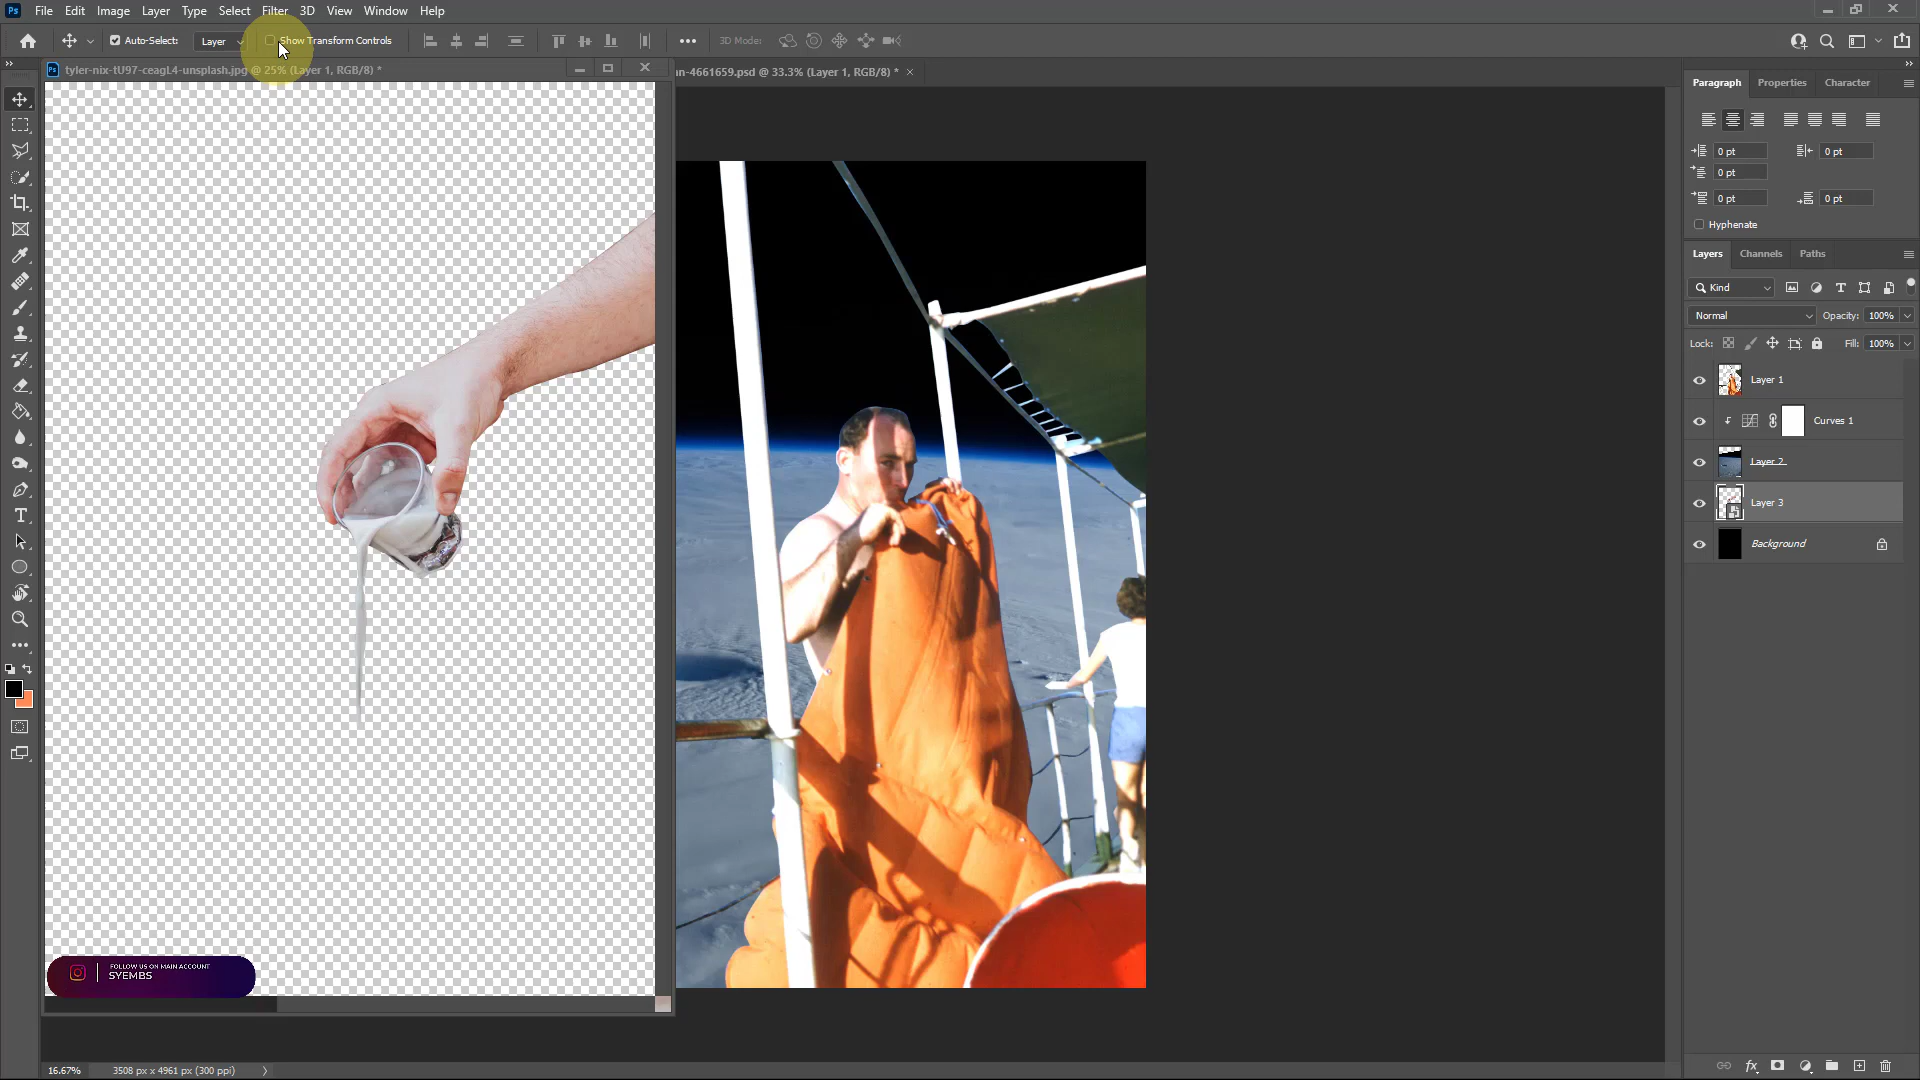 Ps File Edit Image Layer Type Select Filter 3D View Window Help
Auto-Select: Layer Show Transform Controls 3D Mode:
Ps tyler-nix-tU97-ceagL4-unsplash.jpg @ 25% (Layer 1, RGB/8) *
nn-4661659.psd @ 33.3% (Layer 1, RGB/8) * ×
Paragraph Properties Character
0 pt 0 pt
0 pt
0 pt 0 pt
Hyphenate
Layers Channels Paths
Kind
Normal Opacity: 100%
Lock: Fill: 100%
Layer 1
Curves 1
Layer 2
Layer 3
Background
FOLLOW US ON MAIN ACCOUNT
SYEMBS
16.67% 3508 px x 4961 px (300 ppi)